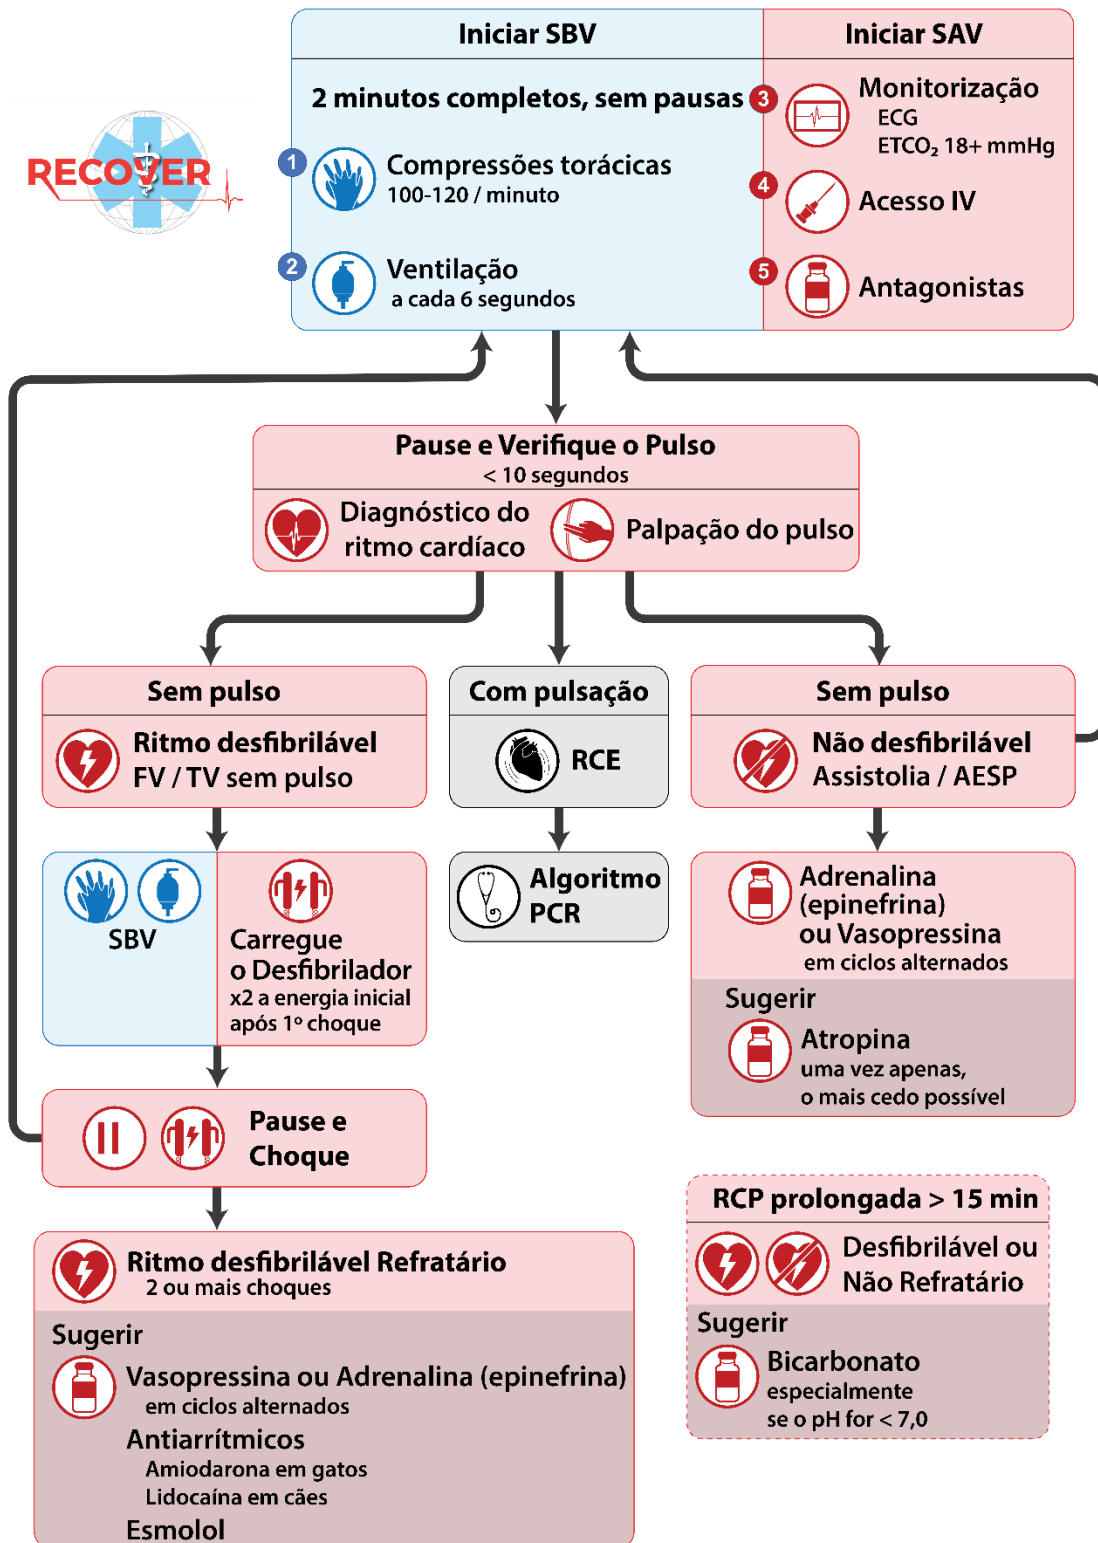 Iniciar SBV
2 minutos completos, sem pausas
1
Compressões torácicas
100-120 / minuto
2
Ventilação
a cada 6 segundos
Iniciar SAV
3
Monitorização
ECG
ETCO₂ 18+ mmHg
4
Acesso IV
5
Antagonistas
RECOVER
Pause e Verifique o Pulso
< 10 segundos
Diagnóstico do
ritmo cardíaco
Palpação do pulso
Sem pulso
Ritmo desfibrilável
FV / TV sem pulso
Com pulsação
RCE
Sem pulso
Não desfibrilável
Assistolia / AESP
SBV
Carregue
o Desfibrilador
x2 a energia inicial
após 1º choque
Algoritmo
PCR
Adrenalina
(epinefrina)
ou Vasopressina
em ciclos alternados
Sugerir
Atropina
uma vez apenas,
o mais cedo possível
Pause e
Choque
Ritmo desfibrilável Refratário
2 ou mais choques
Sugerir
Vasopressina ou Adrenalina (epinefrina)
em ciclos alternados
Antiarrítmicos
Amiodarona em gatos
Lidocaína em cães
Esmolol
RCP prolongada > 15 min
Desfibrilável ou
Não Refratário
Sugerir
Bicarbonato
especialmente
se o pH for < 7,0